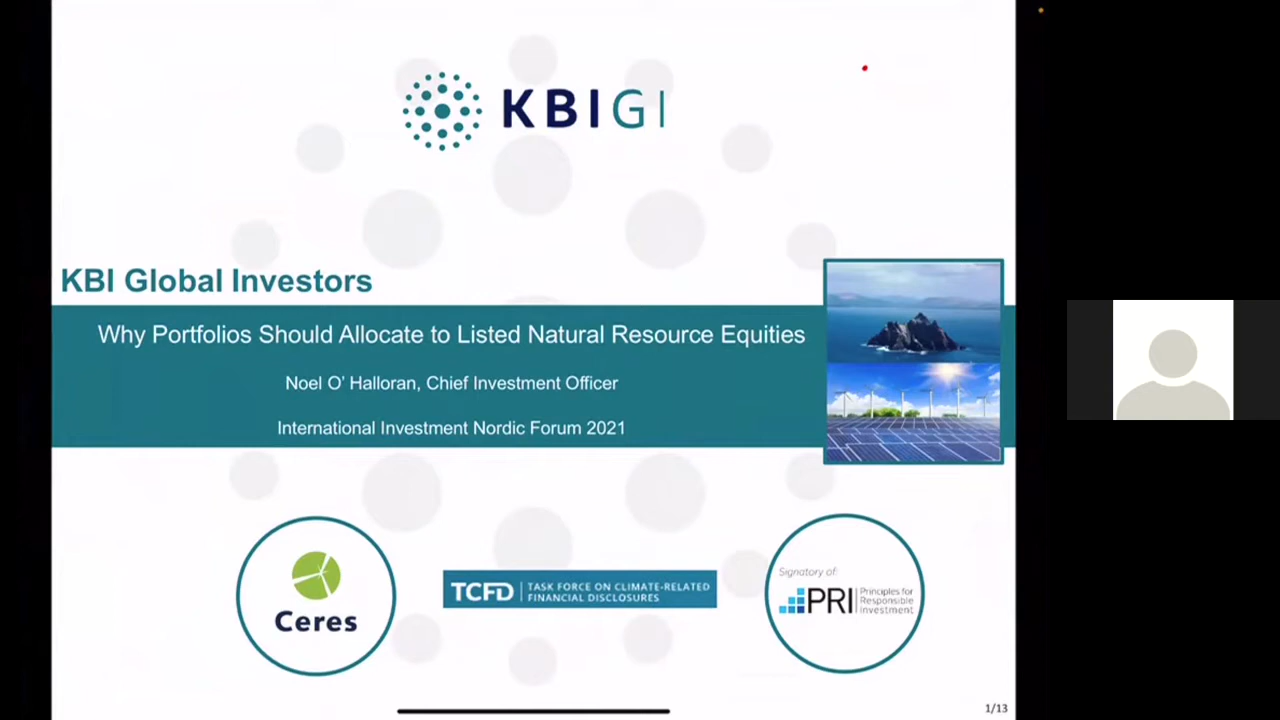 KBIGI
KBI Global Investors
Why Portfolios Should Allocate to Listed Natural Resource Equities
Noel O' Halloran, Chief Investment Officer
International Investment Nordic Forum 2021
Ceres
TCFD
TASK FORCE ON CLIMATE-RELATED
FINANCIAL DISCLOSURES
Signatory of:
PRI
Principles for
Responsible
Investment
1/13